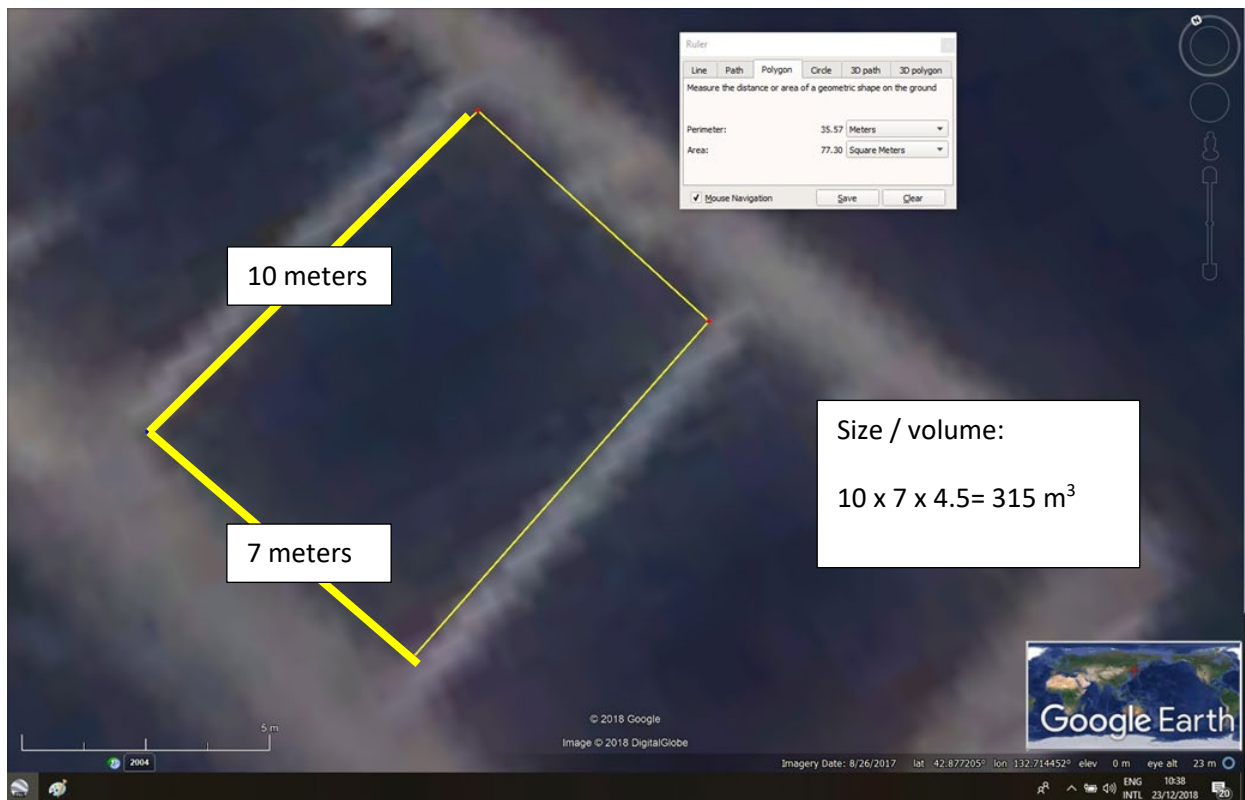 Ruler
Line Path Polygon Circle 3D path 3D polygon
Measure the distance or area of a geometric shape on the ground
Perimeter: 35.57 Meters
Area: 77.30 Square Meters
Mouse Navigation Save Clear
N
10 meters
7 meters
Size / volume:
10 x 7 x 4.5= 315 m³
5 m
2004
© 2018 Google
Image © 2018 DigitalGlobe
Google Earth
Imagery Date: 8/26/2017 lat 42.877205° lon 132.714452° elev 0 m eye alt 23 m
ENG 10:38
INTL 23/12/2018 20